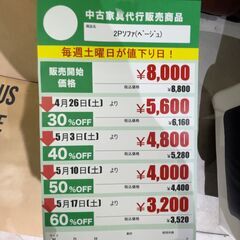 中古家具代行販売商品
商品名
2Pソファ(ベージュ)
毎週土曜日が値下り日!
販売開始価格
¥8,000
税込価格 ¥8,800
4月26日(土)より
30%OFF
¥5,600
税込価格 ¥6,160
5月3日(土)より
40%OFF
¥4,800
税込価格 ¥5,280
5月10日(土)より
50%OFF
¥4,000
税込価格 ¥4,400
5月17日(土)より
60%OFF
¥3,200
税込価格 ¥3,520
US